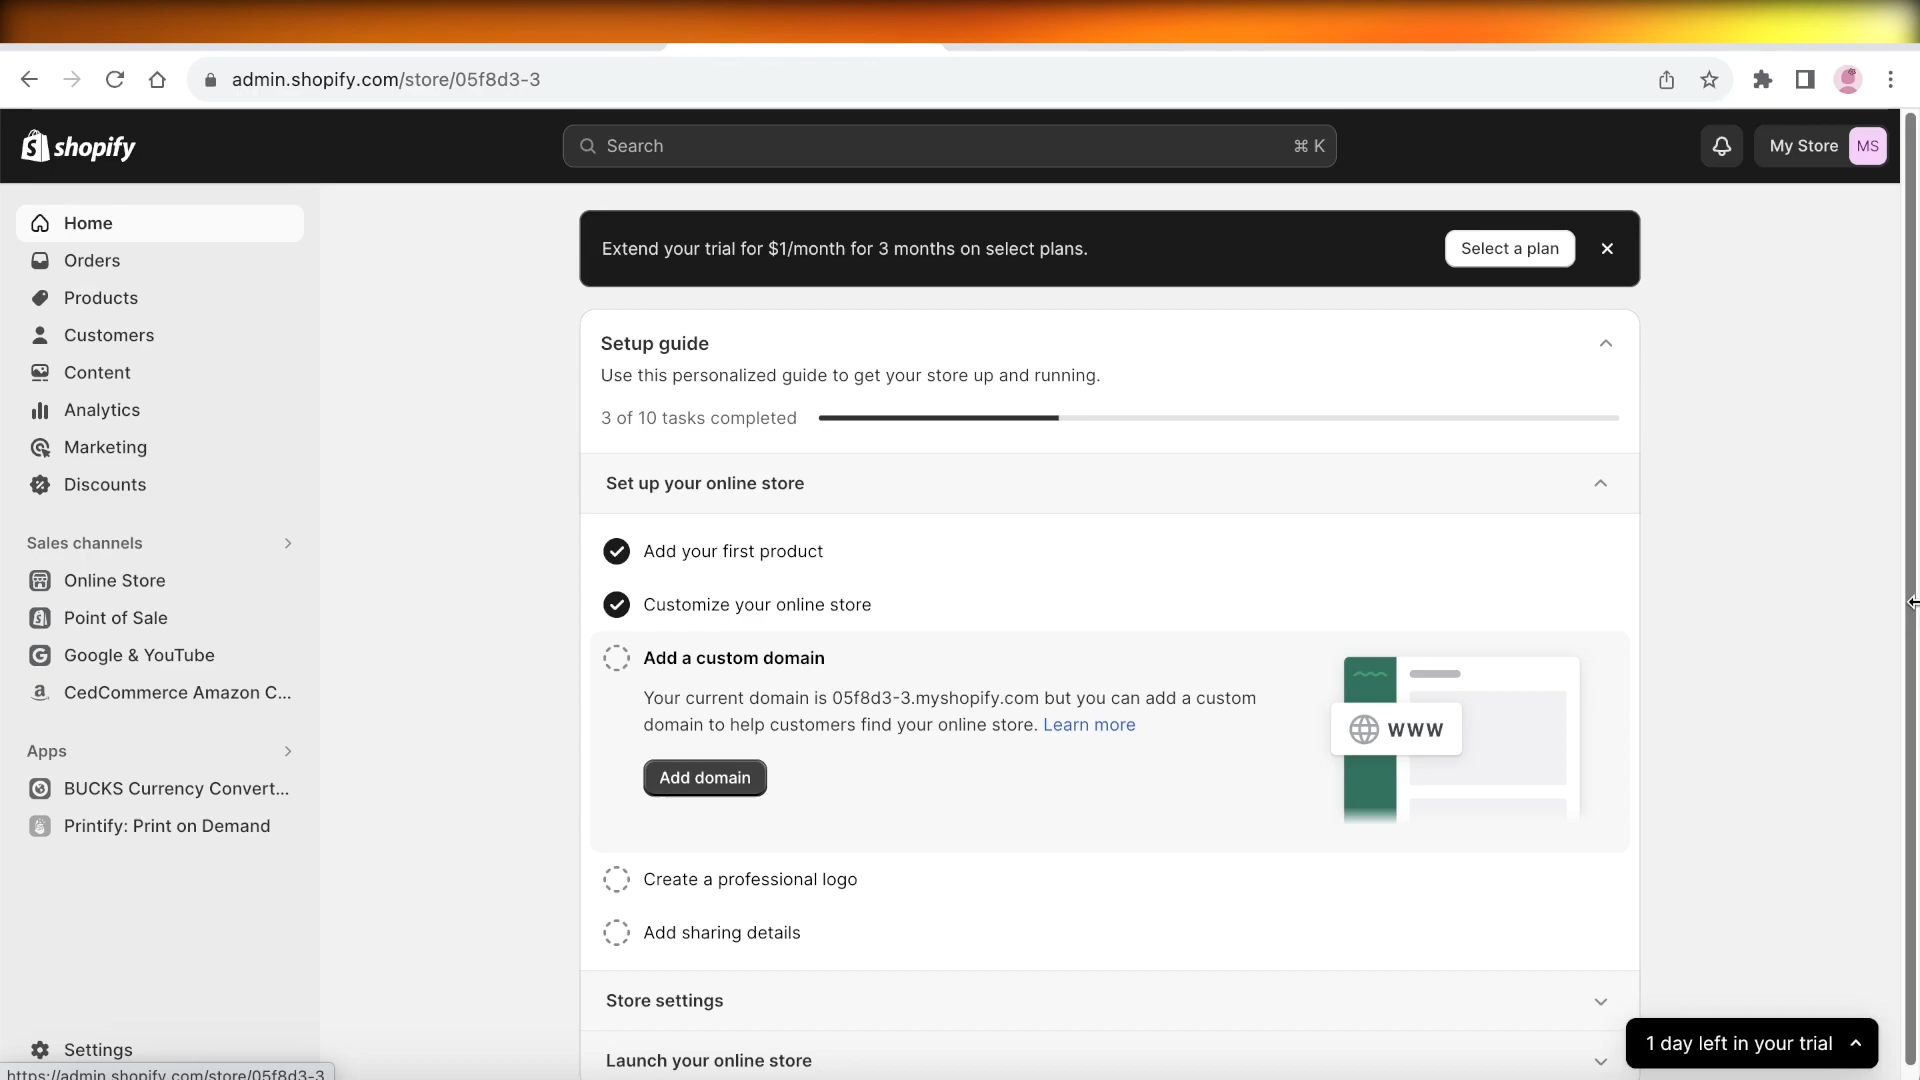 admin.shopify.com/store/05f8d3-3
shopify
Search
⌘ K
My Store
MS
Home
Orders
Products
Customers
Content
Analytics
Marketing
Discounts
Sales channels
Online Store
Point of Sale
Google & YouTube
CedCommerce Amazon C...
Apps
BUCKS Currency Convert...
Printify: Print on Demand
Settings
https://admin.shopify.com/store/05f8d3-3
Extend your trial for $1/month for 3 months on select plans.
Select a plan
Setup guide
Use this personalized guide to get your store up and running.
3 of 10 tasks completed
Set up your online store
Add your first product
Customize your online store
Add a custom domain
Your current domain is 05f8d3-3.myshopify.com but you can add a custom
domain to help customers find your online store. Learn more
Add domain
WWW
Create a professional logo
Add sharing details
Store settings
Launch your online store
1 day left in your trial